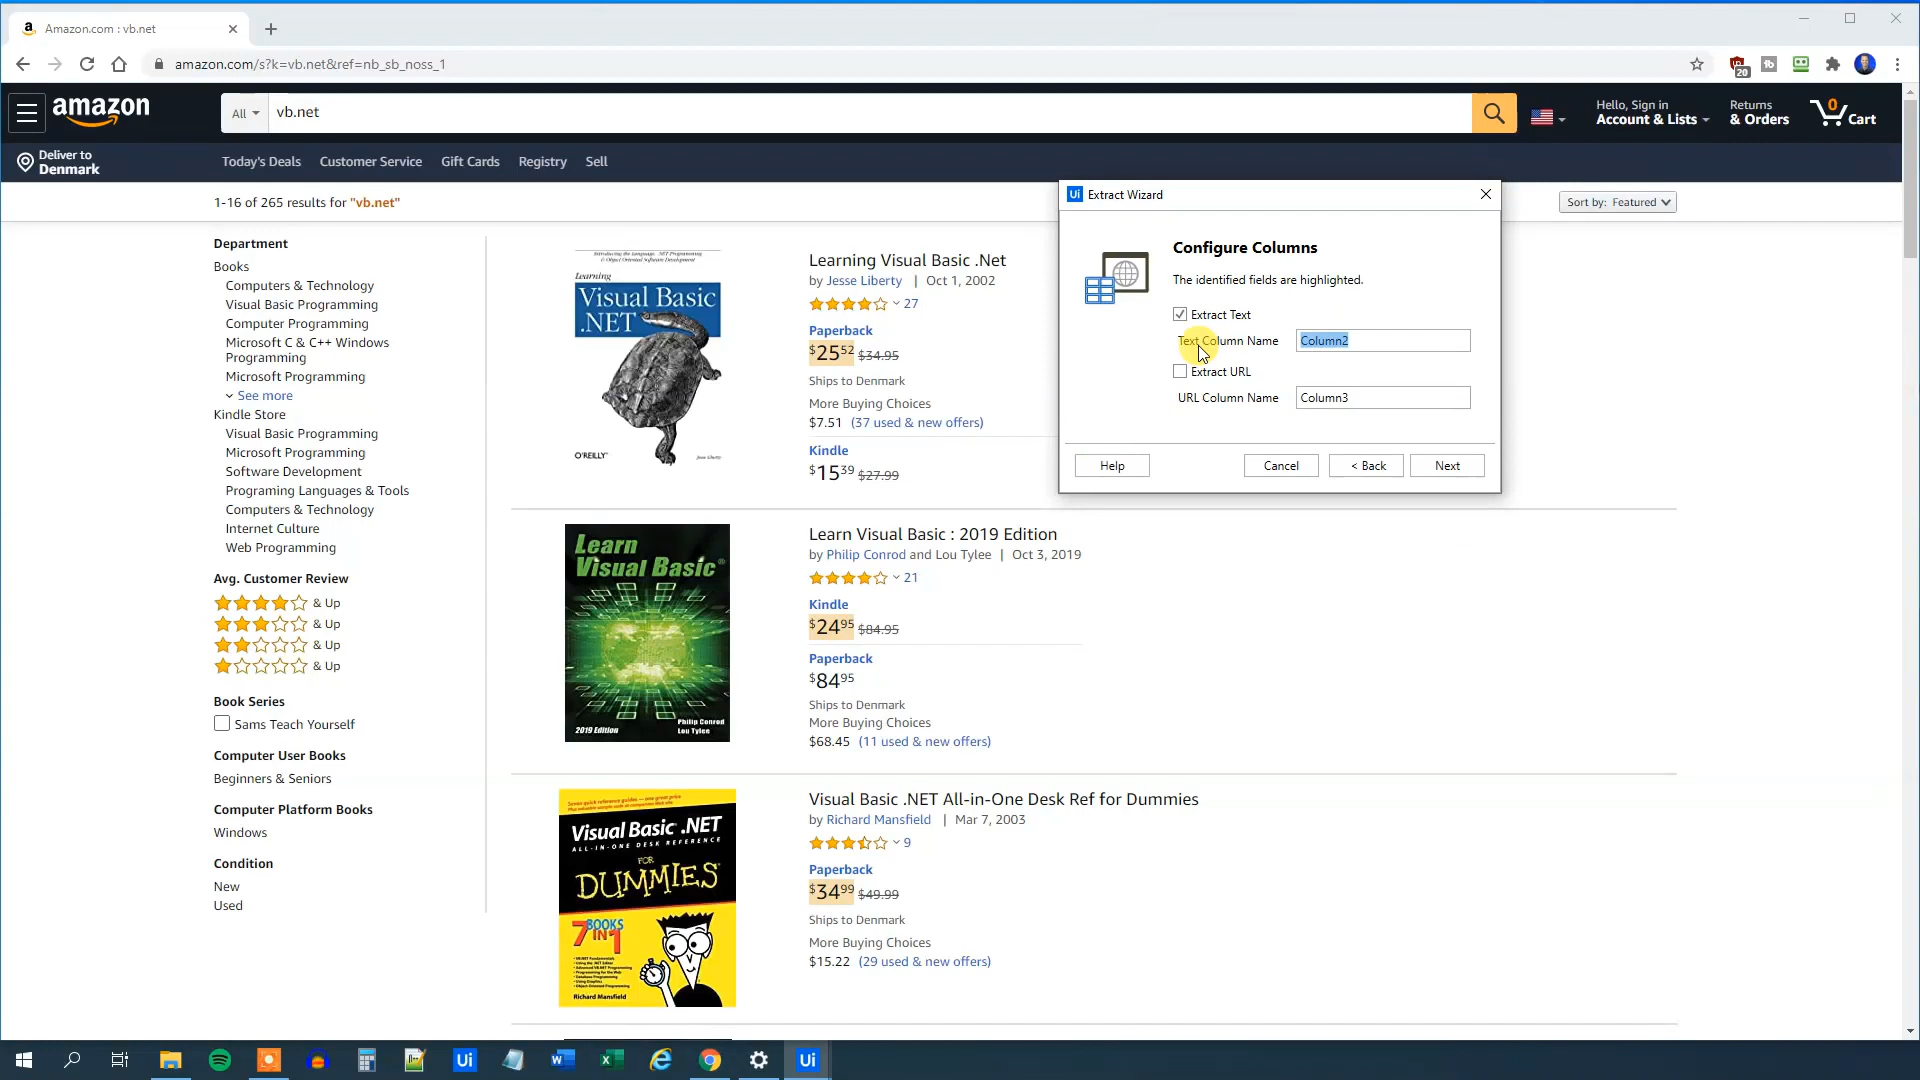 Amazon.com : vb.net
amazon.com/s?k=vb.net&ref=nb_sb_noss_1
20
amazon
All
vb.net
Hello, Sign in
Account & Lists
Returns
& Orders
0
Cart
Deliver to
Denmark
Today's Deals
Customer Service
Gift Cards
Registry
Sell
1-16 of 265 results for "vb.net"
Sort by: Featured
Department
Books
Computers & Technology
Visual Basic Programming
Computer Programming
Microsoft C & C++ Windows
Programming
Microsoft Programming
See more
Kindle Store
Visual Basic Programming
Microsoft Programming
Software Development
Programing Languages & Tools
Computers & Technology
Internet Culture
Web Programming
Avg. Customer Review
& Up
& Up
& Up
& Up
Book Series
Sams Teach Yourself
Computer User Books
Beginners & Seniors
Computer Platform Books
Windows
Condition
New
Used
Learning
Visual Basic
.NET
O'REILLY
Jesse Liberty
Learning Visual Basic .Net
by Jesse Liberty | Oct 1, 2002
27
Paperback
$25 52 $34.95
Ships to Denmark
More Buying Choices
$7.51 (37 used & new offers)
Kindle
$15 39 $27.99
Learn
Visual Basic
2019 Edition
Philip Conrod
Lou Tylee
Learn Visual Basic : 2019 Edition
by Philip Conrod and Lou Tylee | Oct 3, 2019
21
Kindle
$24 95 $84.95
Paperback
$84 95
Ships to Denmark
More Buying Choices
$68.45 (11 used & new offers)
Visual Basic .NET
ALL-IN-ONE DESK REFERENCE
FOR
DUMMIES
7 BOOKS
IN 1
Richard Mansfield
Visual Basic .NET All-in-One Desk Ref for Dummies
by Richard Mansfield | Mar 7, 2003
9
Paperback
$34 99 $49.99
Ships to Denmark
More Buying Choices
$15.22 (29 used & new offers)
Ui Extract Wizard
Configure Columns
The identified fields are highlighted.
Extract Text
Text Column Name
Column2
Extract URL
URL Column Name
Column3
Help
Cancel
< Back
Next
Ui
Ui